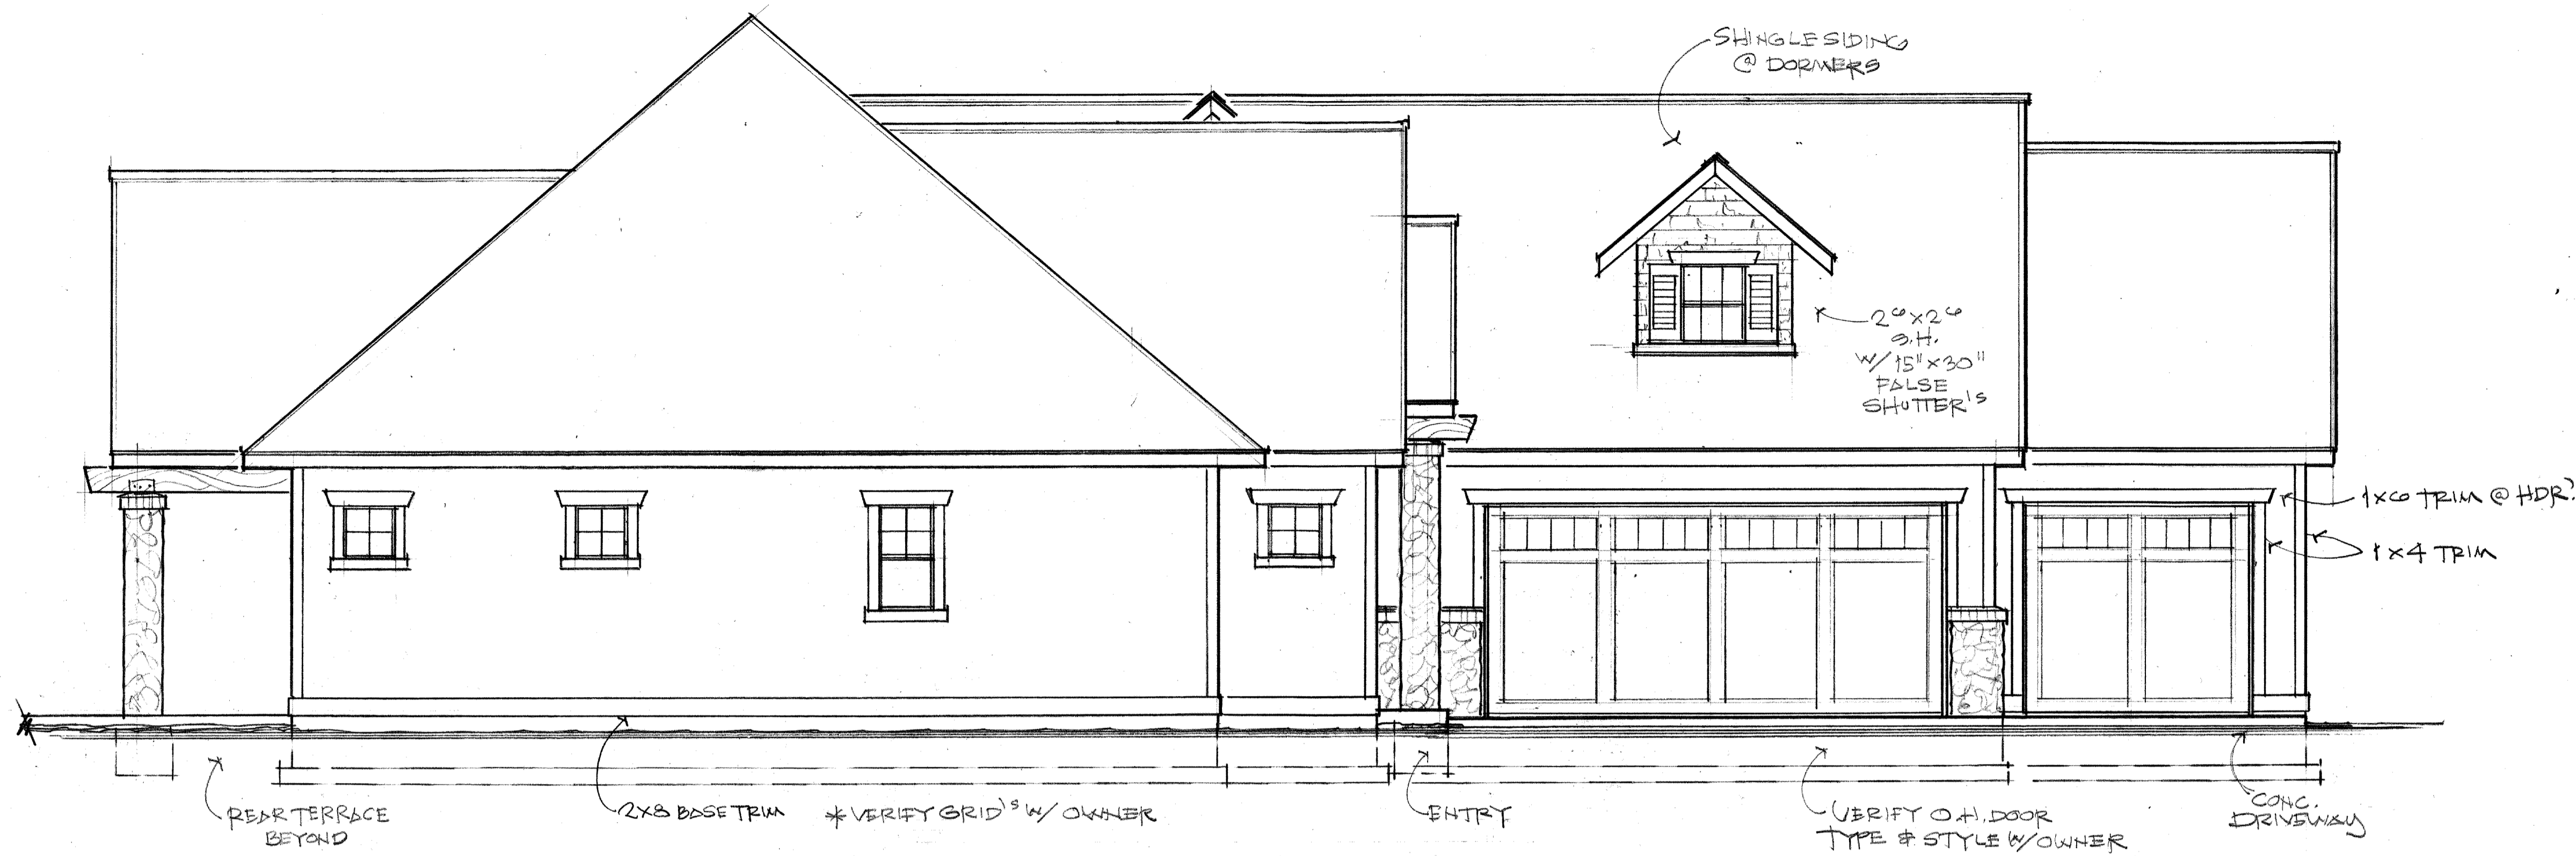 SHINGLE SIDING
@ DORMERS
2⁶x2⁶
S.H.
W/15"x30"
FALSE
SHUTTER'S
1x6 TRIM @ HDR'S
1x4 TRIM
REAR TERRACE
BEYOND
2x8 BASE TRIM
*VERIFY GRID'S W/ OWNER
ENTRY
VERIFY O.H. DOOR
TYPE & STYLE W/OWNER
CONC.
DRIVEWAY